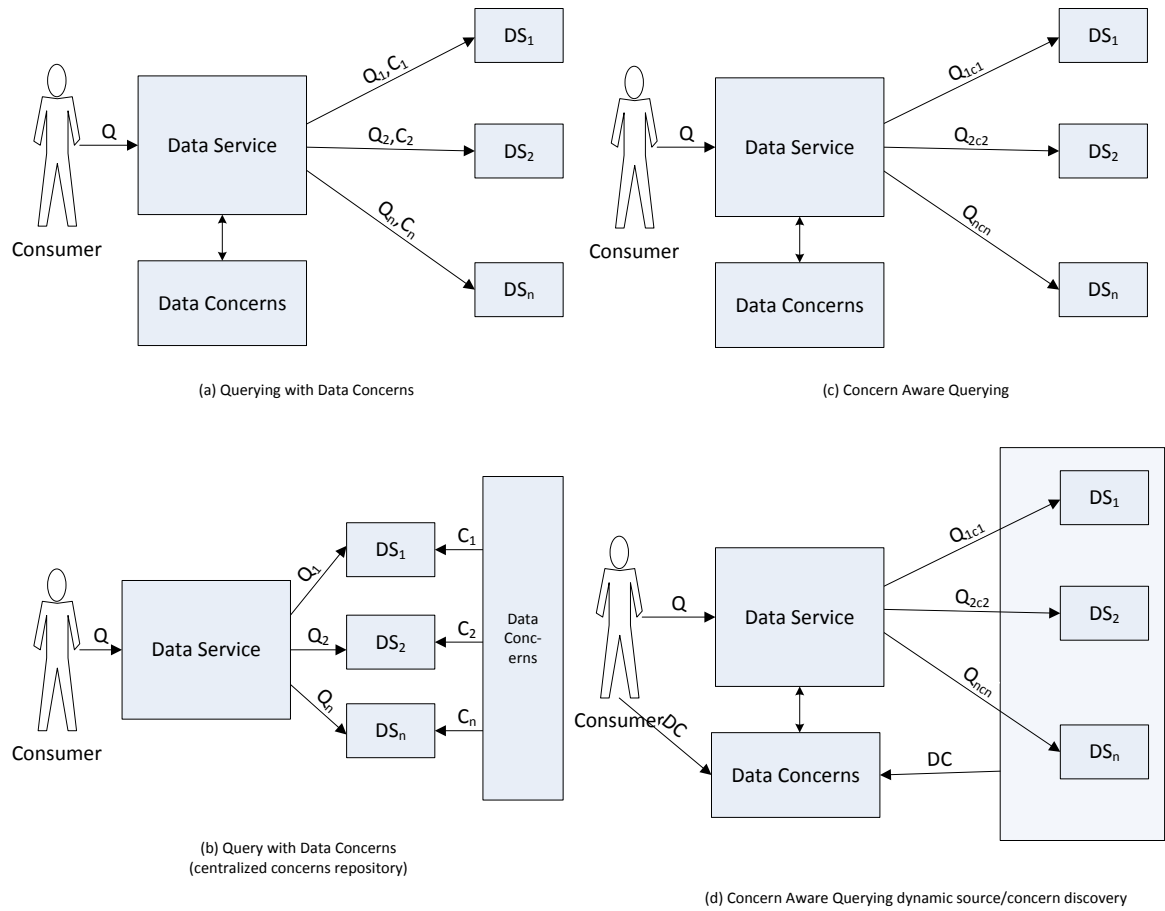 Q
Data Service
Consumer
Data Concerns
Q1,C1
Q2,C2
Qn,Cn
DS1
DS2
DSn
(a) Querying with Data Concerns
Q
Data Service
Consumer
Data Concerns
Q1c1
Q2c2
Qncn
DS1
DS2
DSn
(c) Concern Aware Querying
Q
Data Service
Consumer
Q1
Q2
Qn
DS1
DS2
DSn
C1
C2
Cn
Data
Conc-
erns
(b) Query with Data Concerns
(centralized concerns repository)
Q
Data Service
Consumer
DC
Data Concerns
DC
Q1c1
Q2c2
Qncn
DS1
DS2
DSn
(d) Concern Aware Querying dynamic source/concern discovery